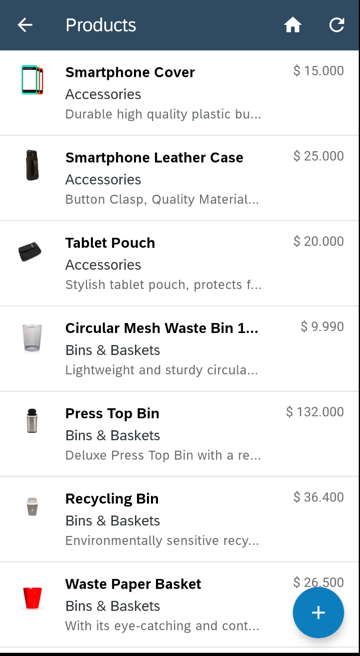 Products
Smartphone Cover
$ 15.000
Accessories
Durable high quality plastic bu...
Smartphone Leather Case
$ 25.000
Accessories
Button Clasp, Quality Material...
Tablet Pouch
$ 20.000
Accessories
Stylish tablet pouch, protects f...
Circular Mesh Waste Bin 1...
$ 9.990
Bins & Baskets
Lightweight and sturdy circula...
Press Top Bin
$ 132.000
Bins & Baskets
Deluxe Press Top Bin with a re...
Recycling Bin
$ 36.400
Bins & Baskets
Environmentally sensitive recy...
Waste Paper Basket
$ 26.500
Bins & Baskets
With its eye-catching and cont...